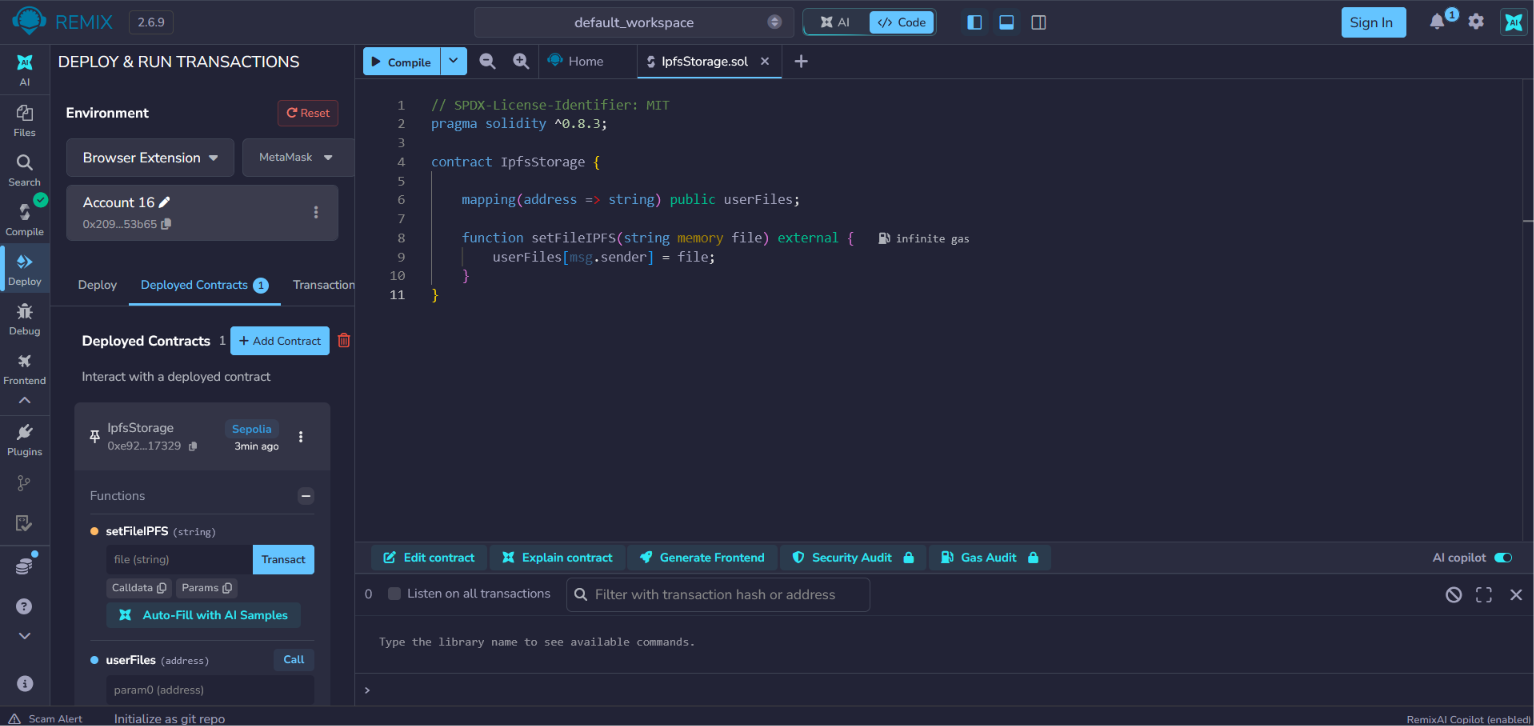 REMIX 2.6.9 default_workspace AI </> Code Sign In 1 AI
AI
Files
Search
Compile
Deploy
Debug
Frontend
Plugins
DEPLOY & RUN TRANSACTIONS
Environment Reset
Browser Extension MetaMask
Account 16
0x209...53b65
Deploy Deployed Contracts 1 Transaction
Deployed Contracts 1 + Add Contract
Interact with a deployed contract
IpfsStorage Sepolia
0xe92...17329 3min ago
Functions
setFileIPFS (string)
file (string) Transact
Calldata Params
Auto-Fill with AI Samples
userFiles (address) Call
param0 (address)
Compile Home IpfsStorage.sol
1 // SPDX-License-Identifier: MIT
2 pragma solidity ^0.8.3;
3
4 contract IpfsStorage {
5
6 mapping(address => string) public userFiles;
7
8 function setFileIPFS(string memory file) external { infinite gas
9 userFiles[msg.sender] = file;
10 }
11 }
Edit contract Explain contract Generate Frontend Security Audit Gas Audit AI copilot
0 Listen on all transactions Filter with transaction hash or address
Type the library name to see available commands.
>
Scam Alert Initialize as git repo RemixAI Copilot (enabled)